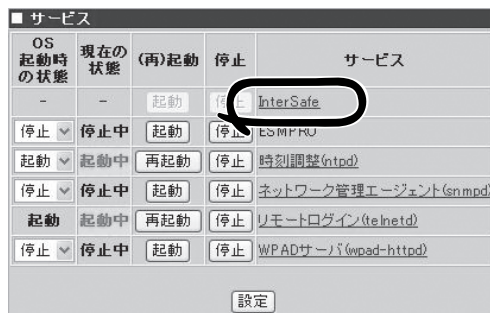 ■ サービス
OS起動時の状態 現在の状態 (再)起動 停止 サービス
- - 起動 停止 InterSafe
停止 停止中 起動 停止 ESMPRO
起動 起動中 再起動 停止 時刻調整(ntpd)
停止 停止中 起動 停止 ネットワーク管理エージェント(snmpd)
起動 起動中 再起動 停止 リモートログイン(telnetd)
停止 停止中 起動 停止 WPADサーバ(wpad-httpd)
設定